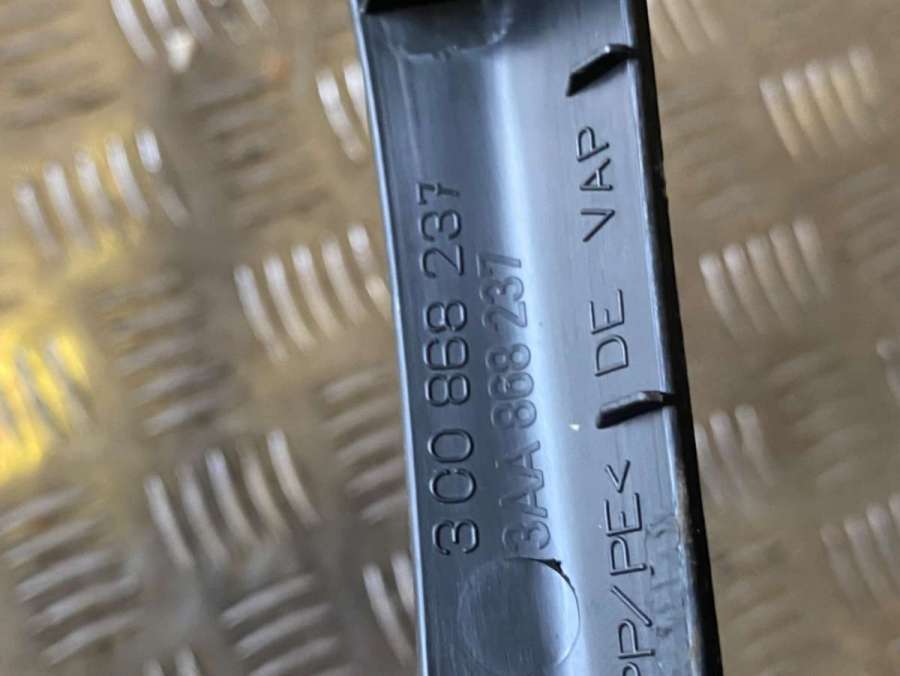 3C0 868 237
3AA 868 237
PP/PE< DE VAP